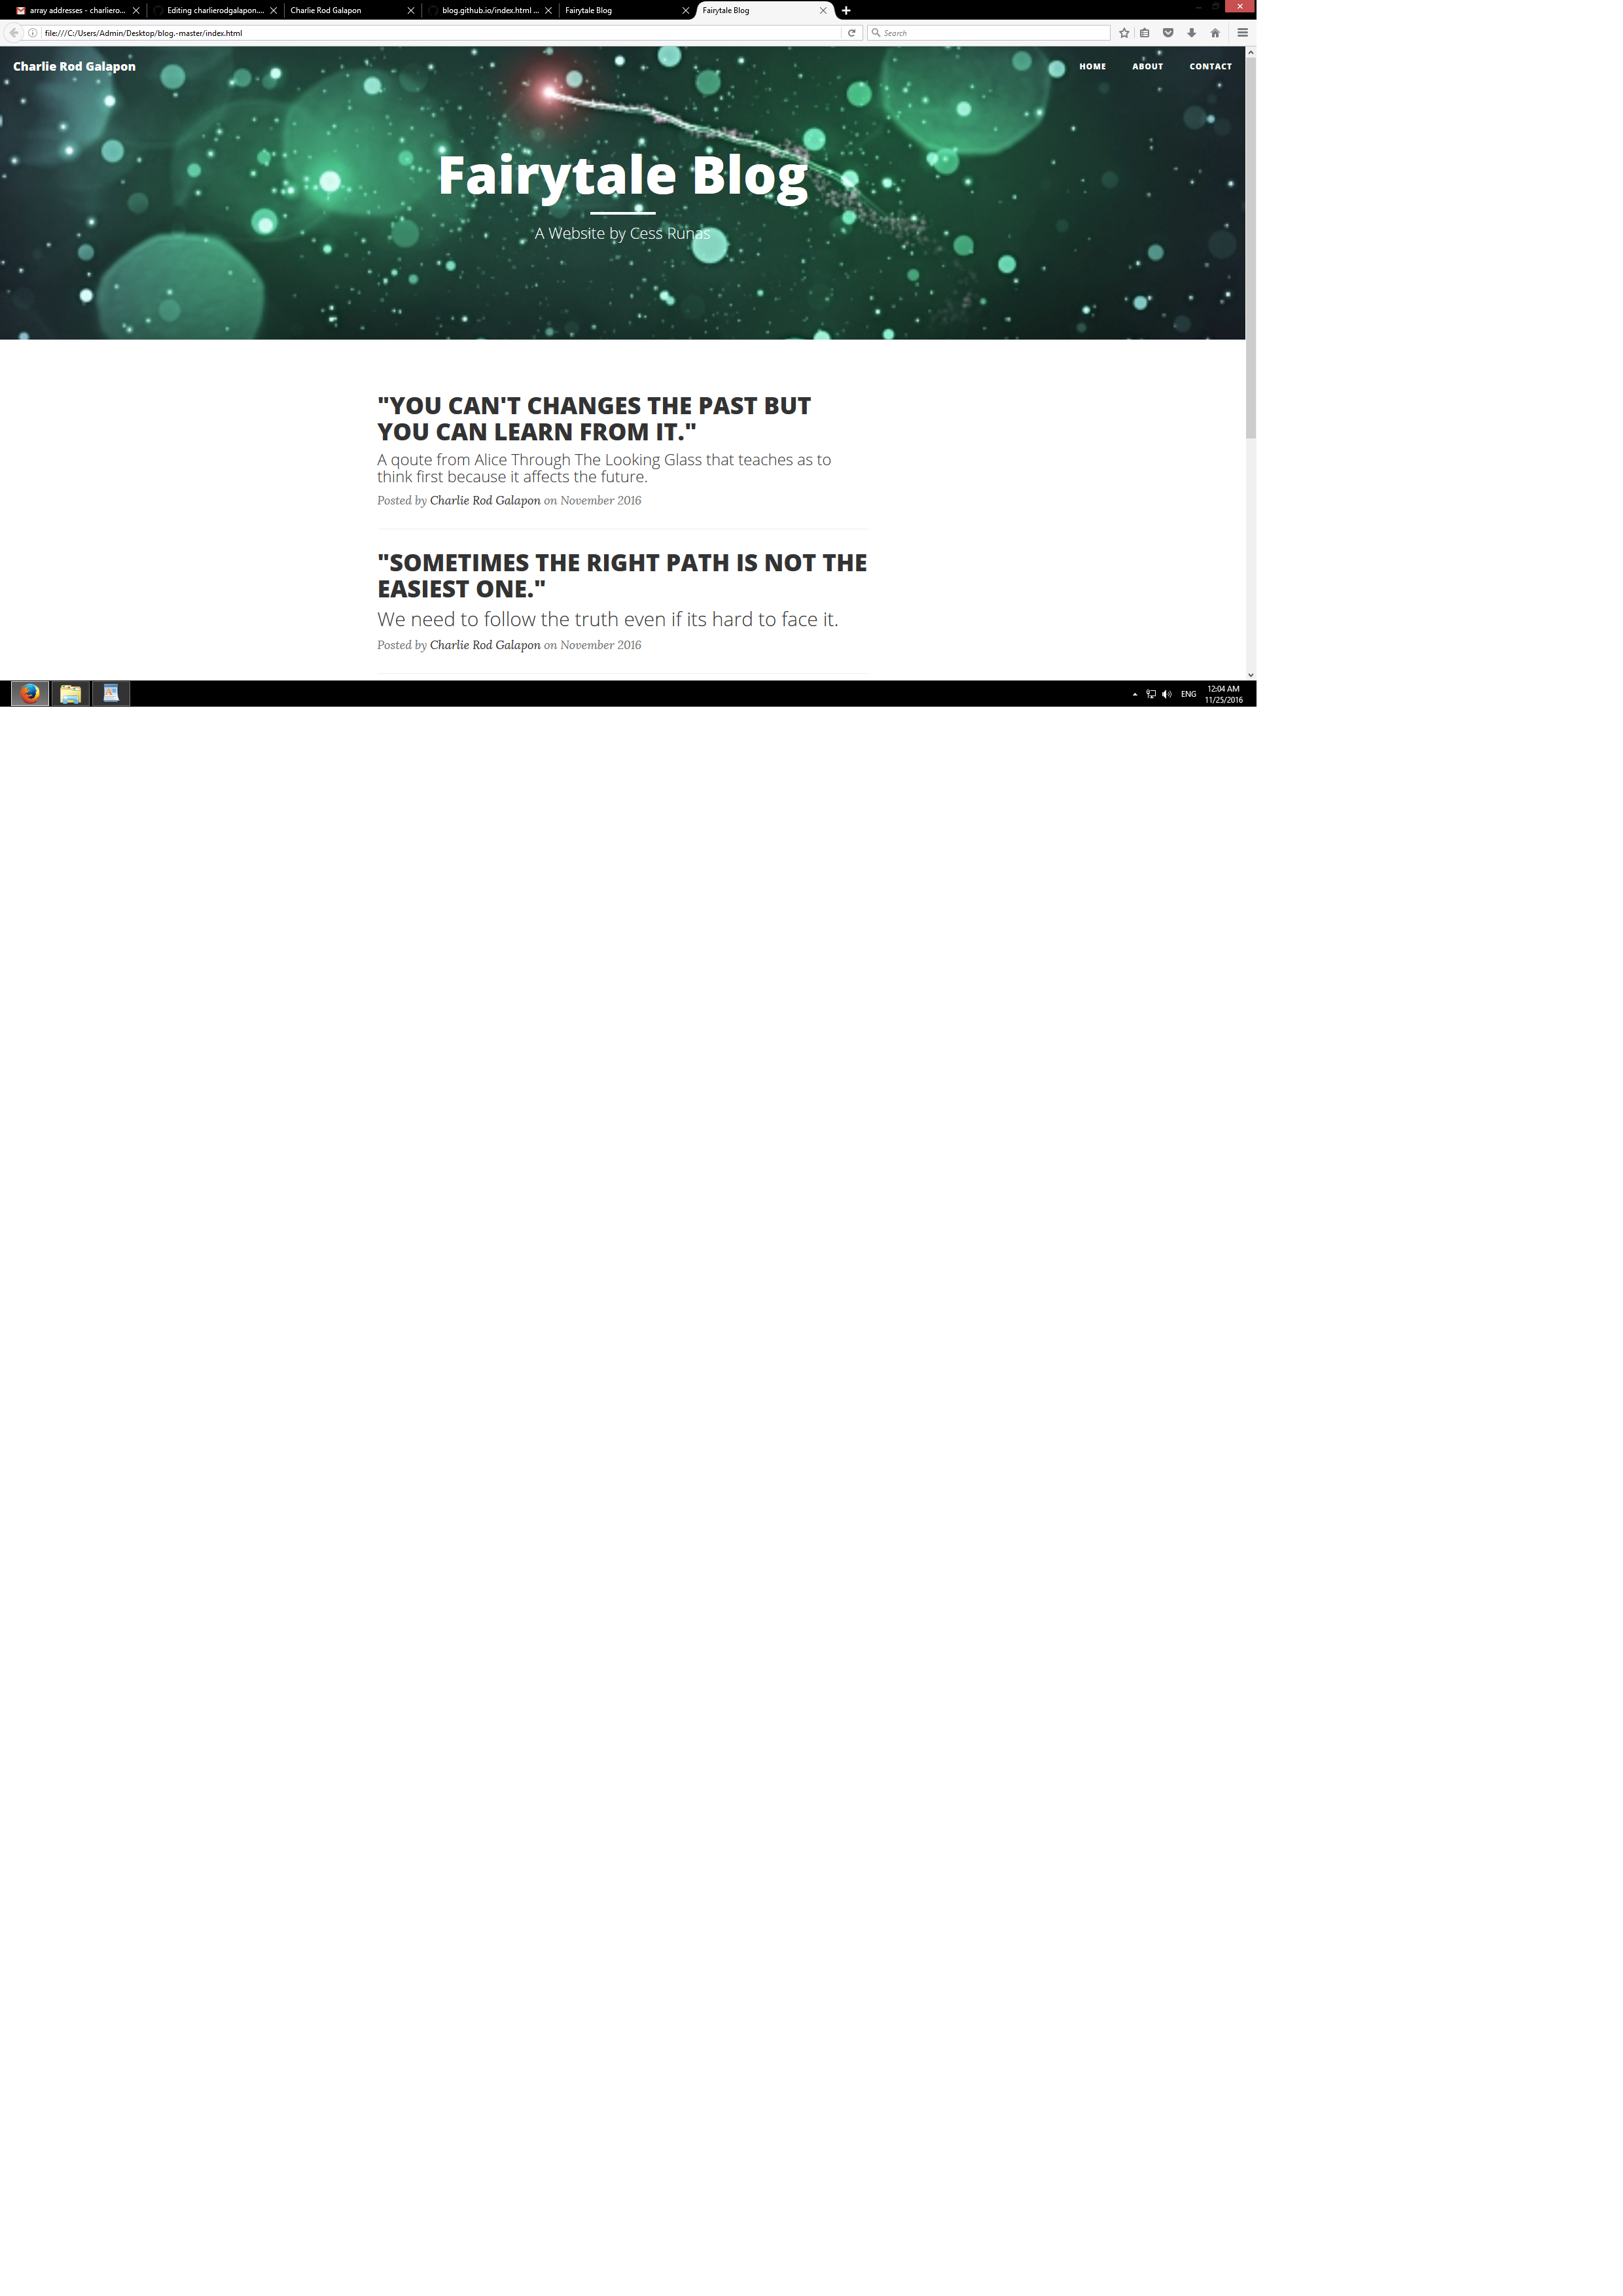 array addresses - charliero...
Editing charlierodgalapon....
Charlie Rod Galapon
blog.github.io/index.html ...
Fairytale Blog
Fairytale Blog
file:///C:/Users/Admin/Desktop/blog.-master/index.html
Search
Charlie Rod Galapon
HOME
ABOUT
CONTACT
Fairytale Blog
A Website by Cess Runas
"YOU CAN'T CHANGES THE PAST BUT
YOU CAN LEARN FROM IT."
A qoute from Alice Through The Looking Glass that teaches as to
think first because it affects the future.
Posted by Charlie Rod Galapon on November 2016
"SOMETIMES THE RIGHT PATH IS NOT THE
EASIEST ONE."
We need to follow the truth even if its hard to face it.
Posted by Charlie Rod Galapon on November 2016
ENG
12:04 AM
11/25/2016